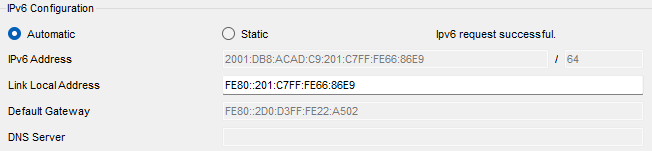 IPv6 Configuration
Automatic Static Ipv6 request successful.
IPv6 Address 2001:DB8:ACAD:C9:201:C7FF:FE66:86E9 / 64
Link Local Address FE80::201:C7FF:FE66:86E9
Default Gateway FE80::2D0:D3FF:FE22:A502
DNS Server